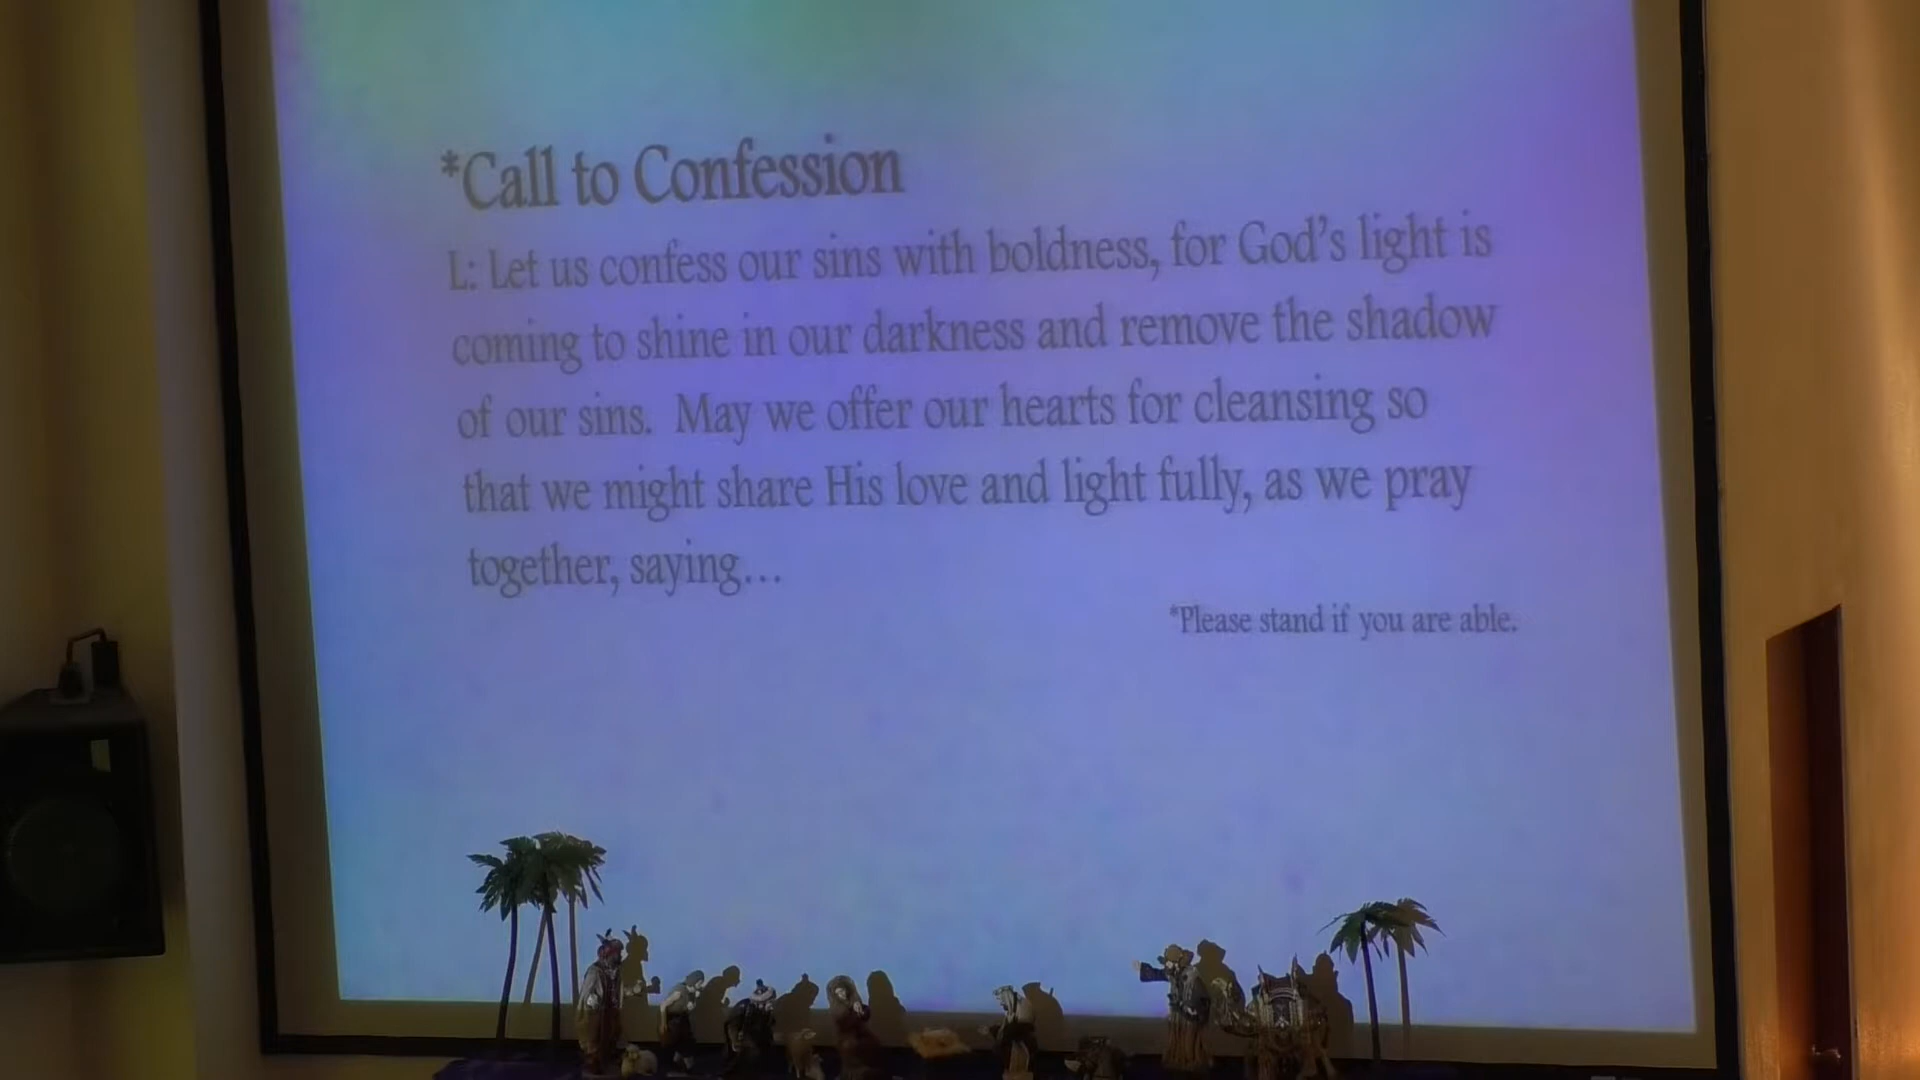 *Call to Confession
L: Let us confess our sins with boldness, for God's light is
coming to shine in our darkness and remove the shadow
of our sins.  May we offer our hearts for cleansing so
that we might share His love and light fully, as we pray
together, saying…
*Please stand if you are able.